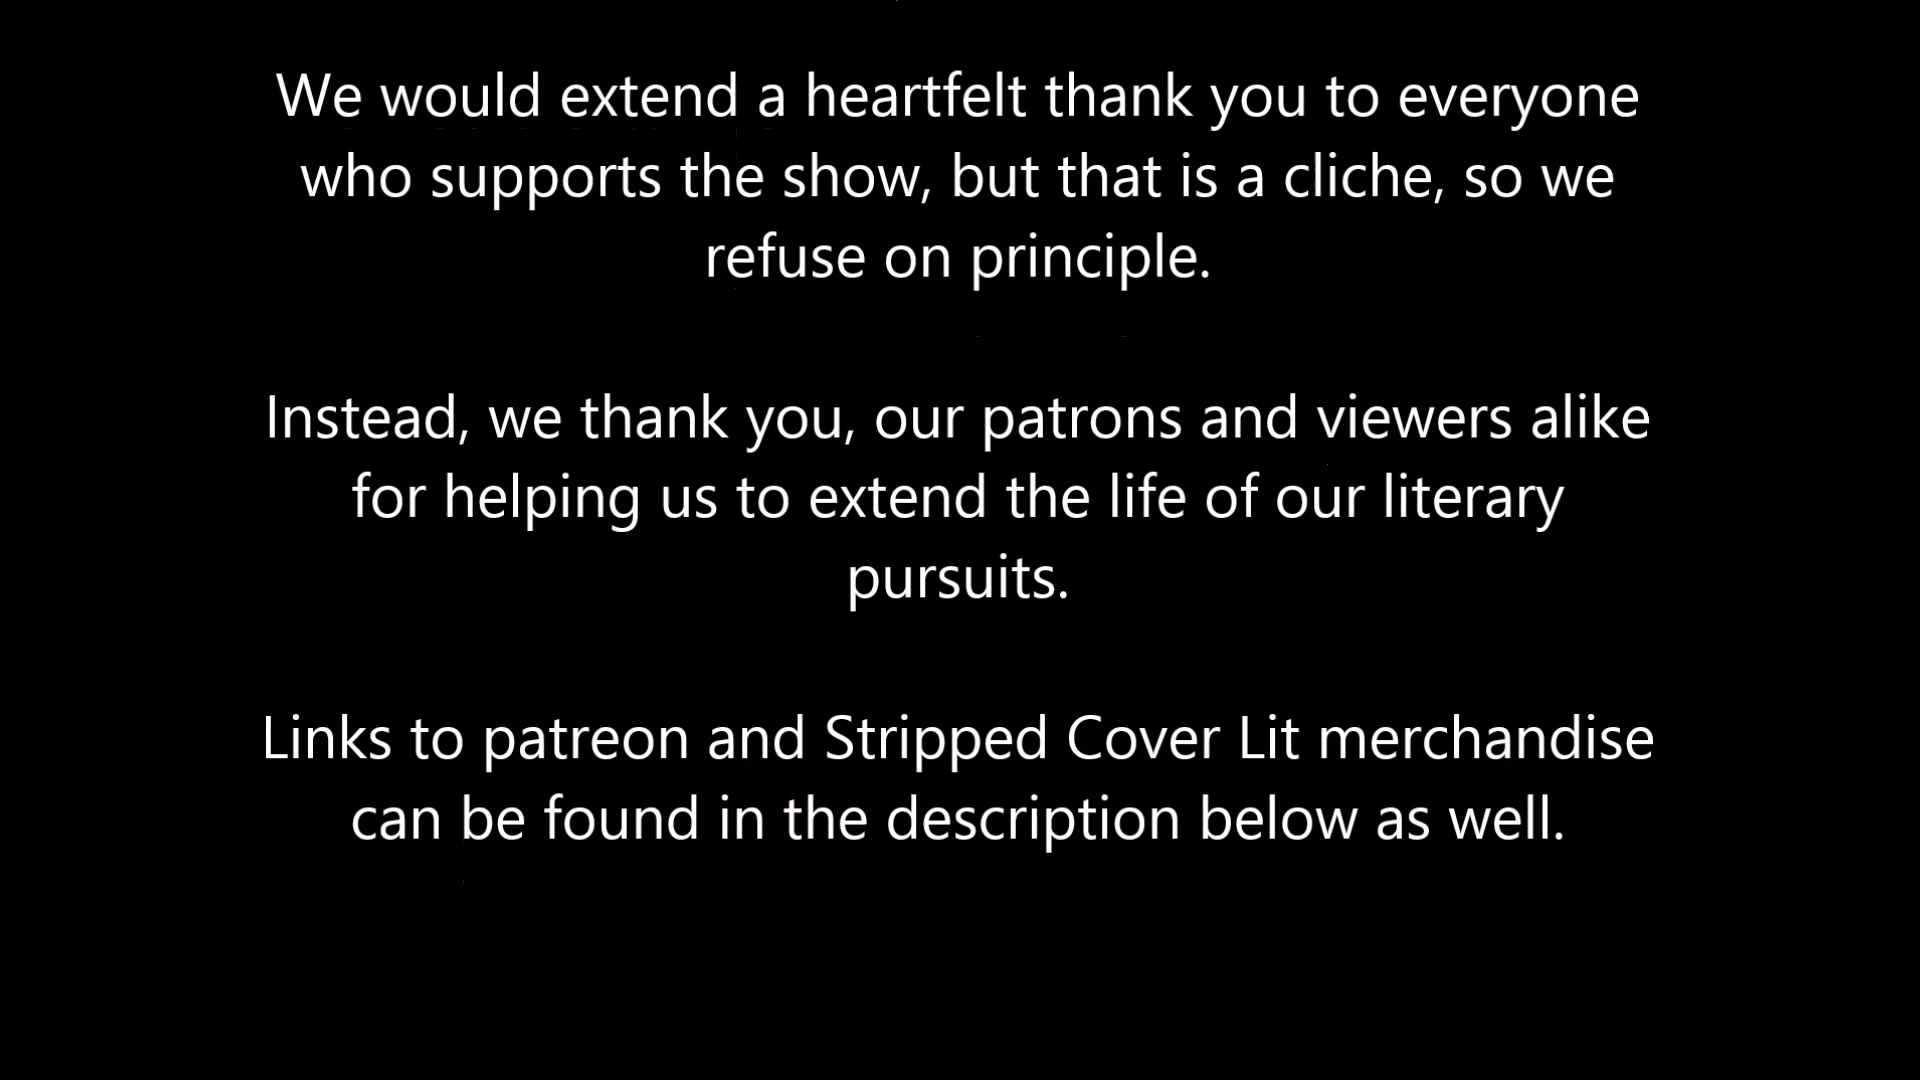 We would extend a heartfelt thank you to everyone
who supports the show, but that is a cliche, so we
refuse on principle.
Instead, we thank you, our patrons and viewers alike
for helping us to extend the life of our literary
pursuits.
Links to patreon and Stripped Cover Lit merchandise
can be found in the description below as well.